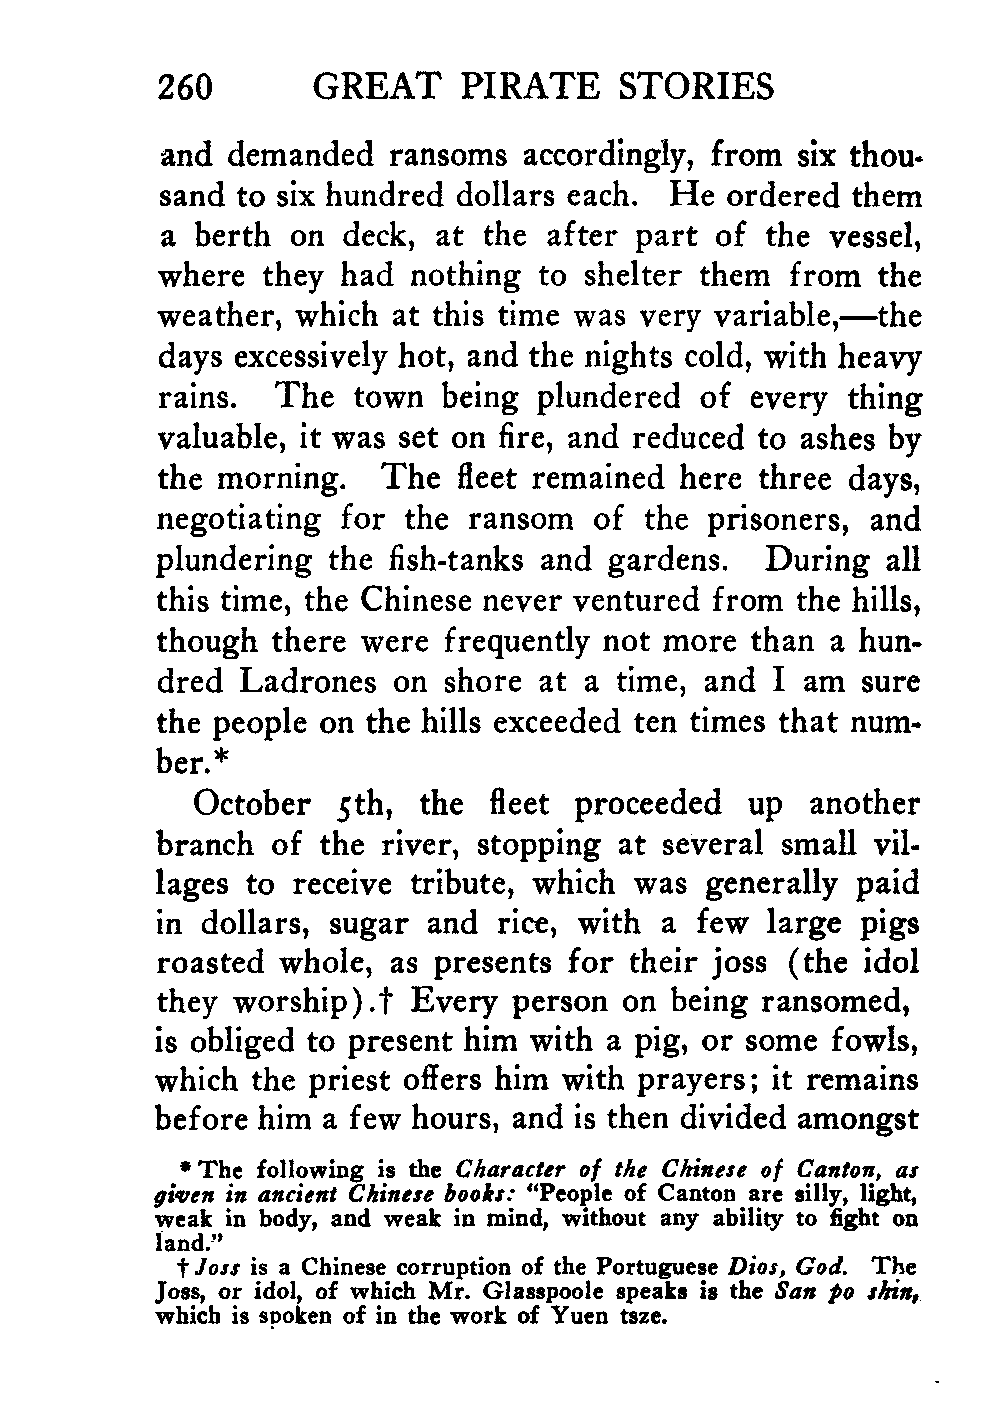 260 GREAT PIRATE STORIES
and demanded ransoms accordingly, from six thou-
sand to six hundred dollars each. He ordered them
a berth on deck, at the after part of the vessel,
where they had nothing to shelter them from the
weather, which at this time was very variable,—the
days excessively hot, and the nights cold, with heavy
rains. The town being plundered of every thing
valuable, it was set on fire, and reduced to ashes by
the morning. The fleet remained here three days,
negotiating for the ransom of the prisoners, and
plundering the fish-tanks and gardens. During all
this time, the Chinese never ventured from the hills,
though there were frequently not more than a hun-
dred Ladrones on shore at a time, and I am sure
the people on the hills exceeded ten times that num-
ber.*
October 5th, the fleet proceeded up another
branch of the river, stopping at several small vil-
lages to receive tribute, which was generally paid
in dollars, sugar and rice, with a few large pigs
roasted whole, as presents for their joss (the idol
they worship).† Every person on being ransomed,
is obliged to present him with a pig, or some fowls,
which the priest offers him with prayers; it remains
before him a few hours, and is then divided amongst
* The following is the Character of the Chinese of Canton, as
given in ancient Chinese books: “People of Canton are silly, light,
weak in body, and weak in mind, without any ability to fight on
land.”
† Joss is a Chinese corruption of the Portuguese Dios, God. The
Joss, or idol, of which Mr. Glasspoole speaks is the San po shin,
which is spoken of in the work of Yuen tsze.